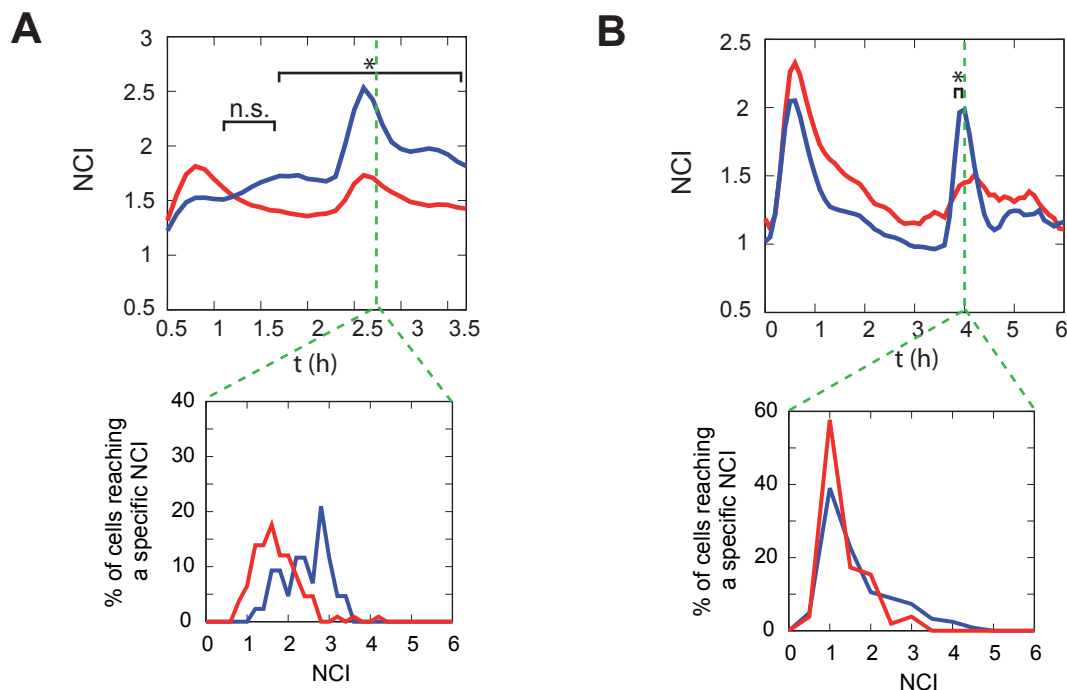 A
3
2.5
2
1.5
1
0.5
NCI
n.s.
*
0.5 1 1.5 2 2.5 3 3.5
t (h)
40
30
20
10
0
% of cells reaching
a specific NCI
0 1 2 3 4 5 6
NCI
B
2.5
2
1.5
1
0.5
NCI
*
0 1 2 3 4 5 6
t (h)
60
40
20
0
% of cells reaching
a specific NCI
0 1 2 3 4 5 6
NCI